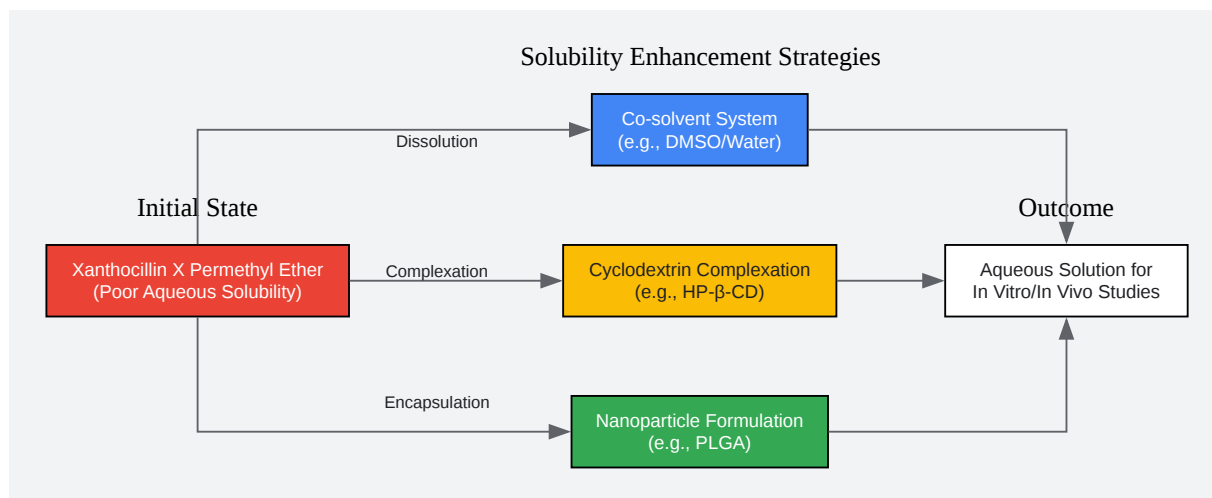 Solubility Enhancement Strategies
Co-solvent System
(e.g., DMSO/Water)
Dissolution
Initial State
Outcome
Xanthocillin X Permethyl Ether
(Poor Aqueous Solubility)
Complexation
Cyclodextrin Complexation
(e.g., HP-β-CD)
Aqueous Solution for
In Vitro/In Vivo Studies
Encapsulation
Nanoparticle Formulation
(e.g., PLGA)